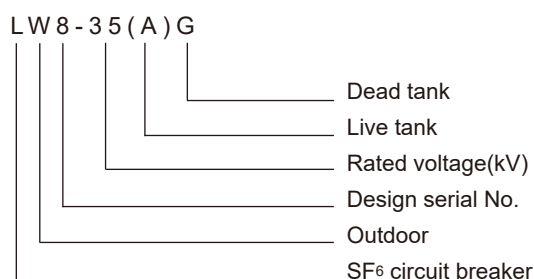 LW8-35(A)G
Dead tank
Live tank
Rated voltage(kV)
Design serial No.
Outdoor
SF6 circuit breaker